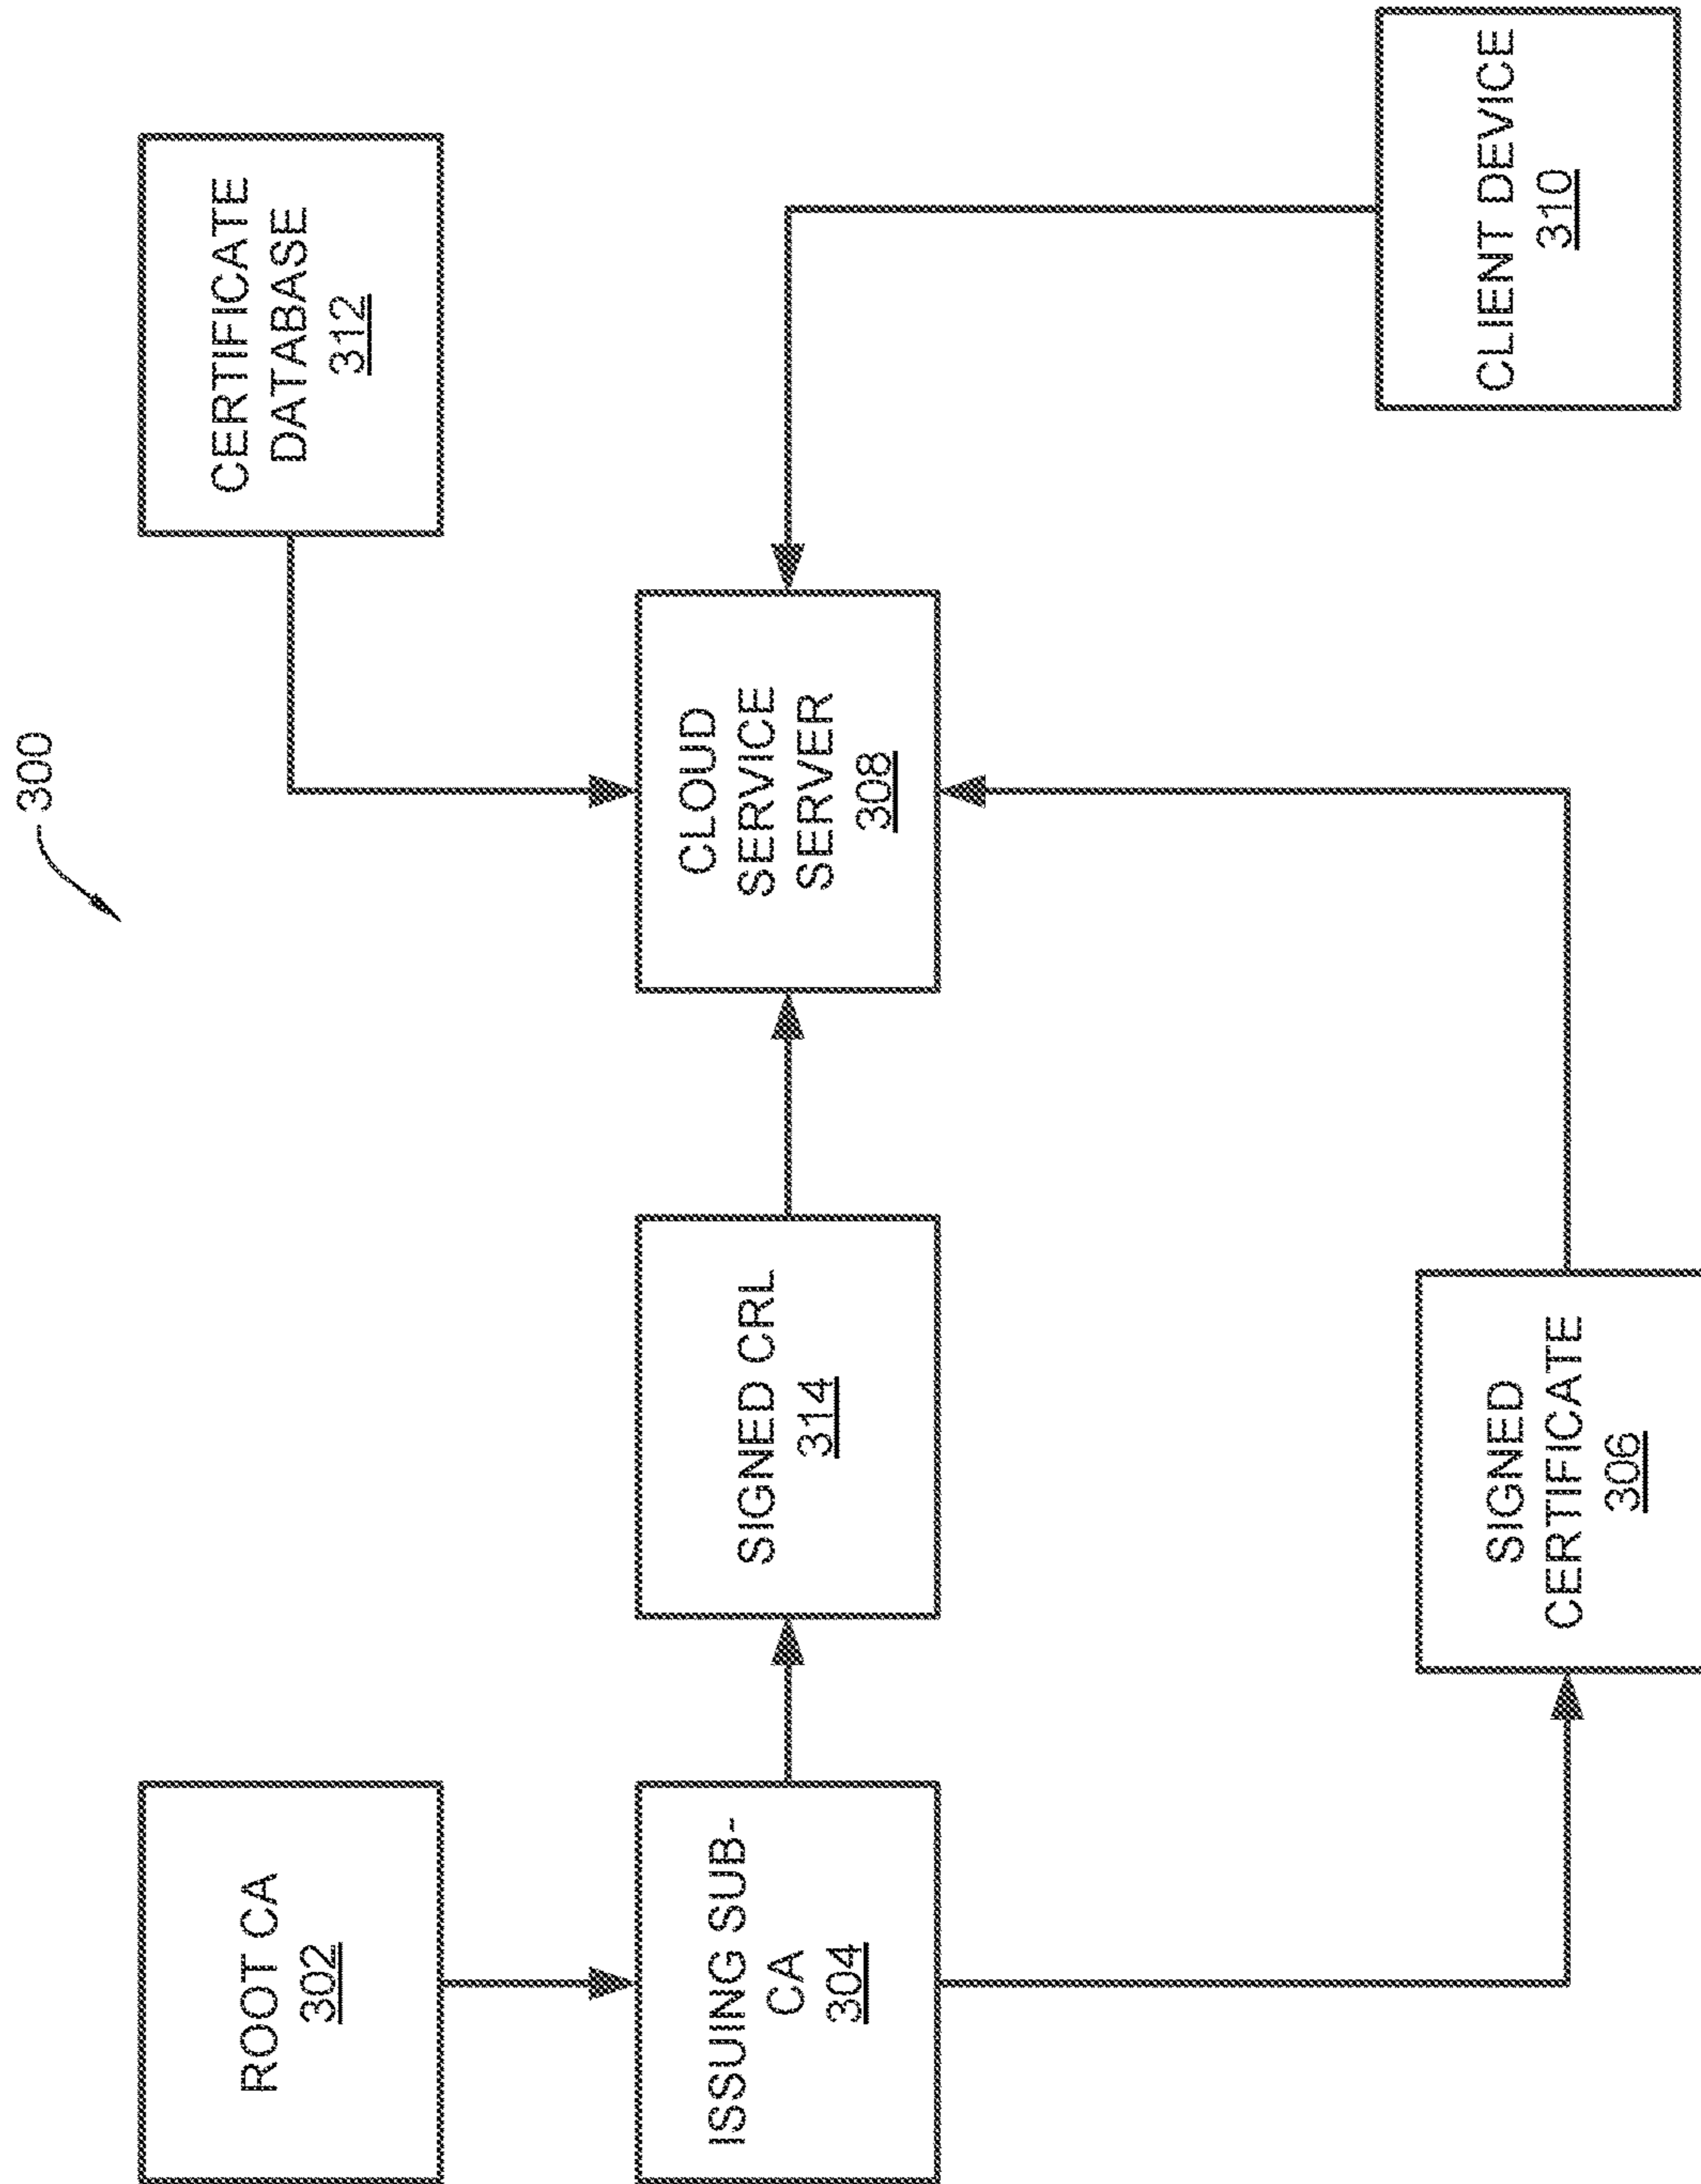 300
ROOT CA
302
ISSUING SUB-
CA
304
SIGNED CRL
314
CLOUD
SERVICE
SERVER
308
CERTIFICATE
DATABASE
312
SIGNED
CERTIFICATE
306
CLIENT DEVICE
310